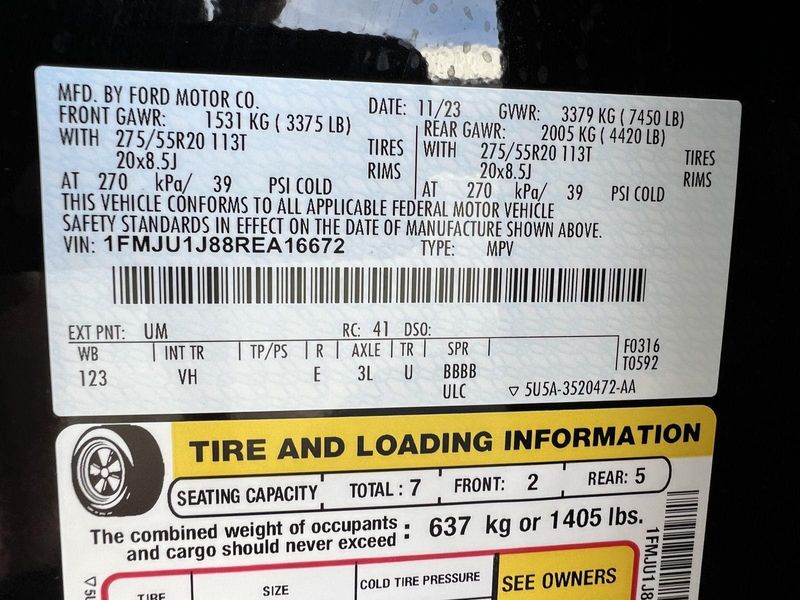 MFD. BY FORD MOTOR CO. DATE: 11/23 GVWR: 3379 KG ( 7450 LB)
FRONT GAWR: 1531 KG ( 3375 LB) REAR GAWR: 2005 KG ( 4420 LB)
WITH 275/55R20 113T TIRES WITH 275/55R20 113T TIRES
20x8.5J RIMS 20x8.5J RIMS
AT 270 kPa/ 39 PSI COLD AT 270 kPa/ 39 PSI COLD
THIS VEHICLE CONFORMS TO ALL APPLICABLE FEDERAL MOTOR VEHICLE
SAFETY STANDARDS IN EFFECT ON THE DATE OF MANUFACTURE SHOWN ABOVE.
VIN: 1FMJU1J88REA16672 TYPE: MPV
EXT PNT: UM RC: 41 DSO:
WB INT TR TP/PS R AXLE TR SPR F0316
123 VH E 3L U BBBB T0592
ULC ▽ 5U5A-3520472-AA
TIRE AND LOADING INFORMATION
SEATING CAPACITY TOTAL : 7 FRONT: 2 REAR: 5
The combined weight of occupants
and cargo should never exceed : 637 kg or 1405 lbs.
TIRE SIZE COLD TIRE PRESSURE SEE OWNERS
1FMJU1J8